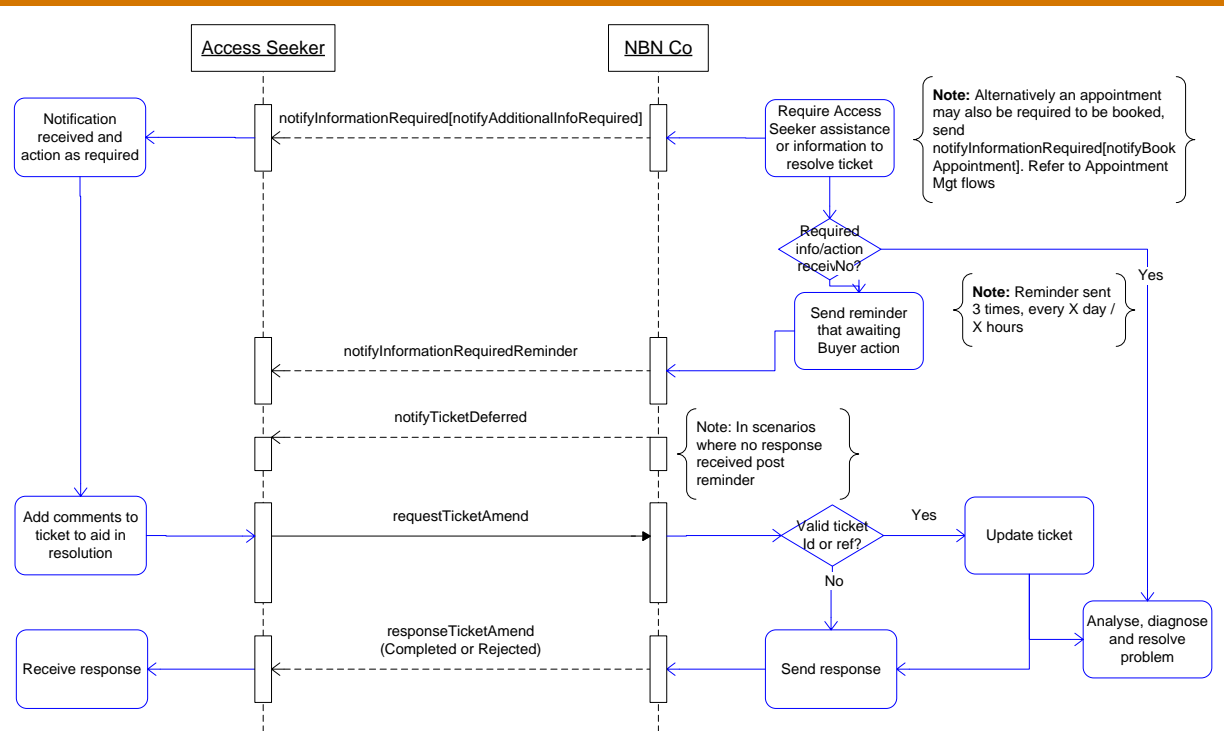 Access Seeker
NBN Co
Notification
received and
action as required
notifyInformationRequired[notifyAdditionalInfoRequired]
Require Access
Seeker assistance
or information to
resolve ticket
Note: Alternatively an appointment
may also be required to be booked,
send
notifyInformationRequired[notifyBook
Appointment]. Refer to Appointment
Mgt flows
Required
info/action
receiv
No?
Yes
Send reminder
that awaiting
Buyer action
Note: Reminder sent
3 times, every X day /
X hours
notifyInformationRequiredReminder
notifyTicketDeferred
Note: In scenarios
where no response
received post
reminder
Add comments to
ticket to aid in
resolution
requestTicketAmend
Valid ticket
Id or ref?
Yes
Update ticket
No
Analyse, diagnose
and resolve
problem
Receive response
responseTicketAmend
(Completed or Rejected)
Send response